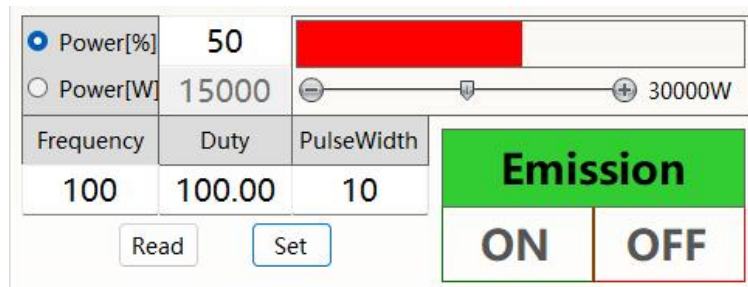 Power[%] 50
Power[W] 15000 30000W
Frequency Duty PulseWidth
100 100.00 10
Emission
Read Set ON OFF